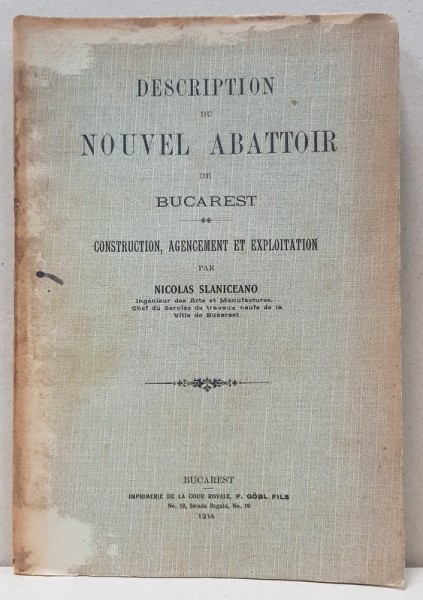 DESCRIPTION
DU
NOUVEL ABATTOIR
DE
BUCAREST
CONSTRUCTION, AGENCEMENT ET EXPLOITATION
PAR
NICOLAS SLANICEANO
Ingénieur des Arts et Manufactures.
Chef du Service de travaux neufs de la
Ville de Bucarest.
BUCAREST
IMPRIMERIE DE LA COUR ROYALE, F. GÖBL FILS
No. 19, Strada Regală, No. 19
1914